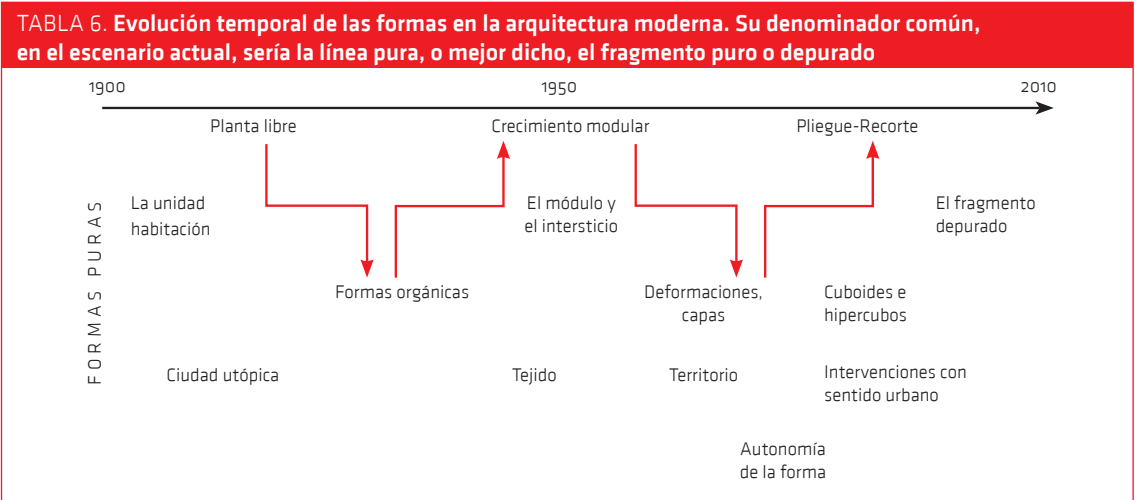 TABLA 6. Evolución temporal de las formas en la arquitectura moderna. Su denominador común,
en el escenario actual, sería la línea pura, o mejor dicho, el fragmento puro o depurado
1900 1950 2010
Planta libre Crecimiento modular Pliegue-Recorte
FORMAS PURAS
La unidad
habitación
El módulo y
el intersticio
El fragmento
depurado
Formas orgánicas
Deformaciones,
capas
Cuboides e
hipercubos
Ciudad utópica
Tejido
Territorio
Intervenciones con
sentido urbano
Autonomía
de la forma